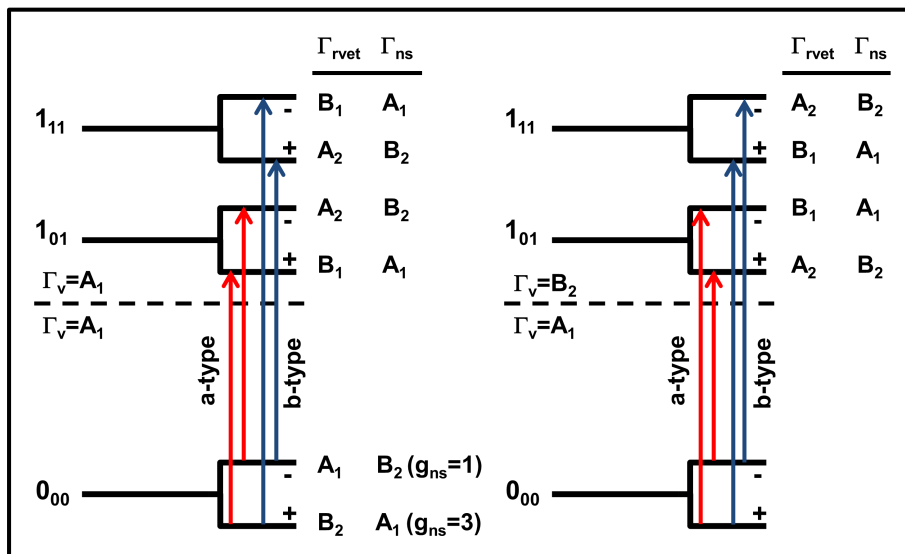 Γrvet Γns
B₁ A₁
-
1₁₁
+
A₂ B₂
A₂ B₂
-
1₀₁
+
B₁ A₁
Γv=A₁
Γv=A₁
a-type
b-type
A₁ B₂ (gns=1)
-
0₀₀
+
B₂ A₁ (gns=3)
Γrvet Γns
A₂ B₂
-
1₁₁
+
B₁ A₁
B₁ A₁
-
1₀₁
+
A₂ B₂
Γv=B₂
Γv=A₁
a-type
b-type
-
0₀₀
+